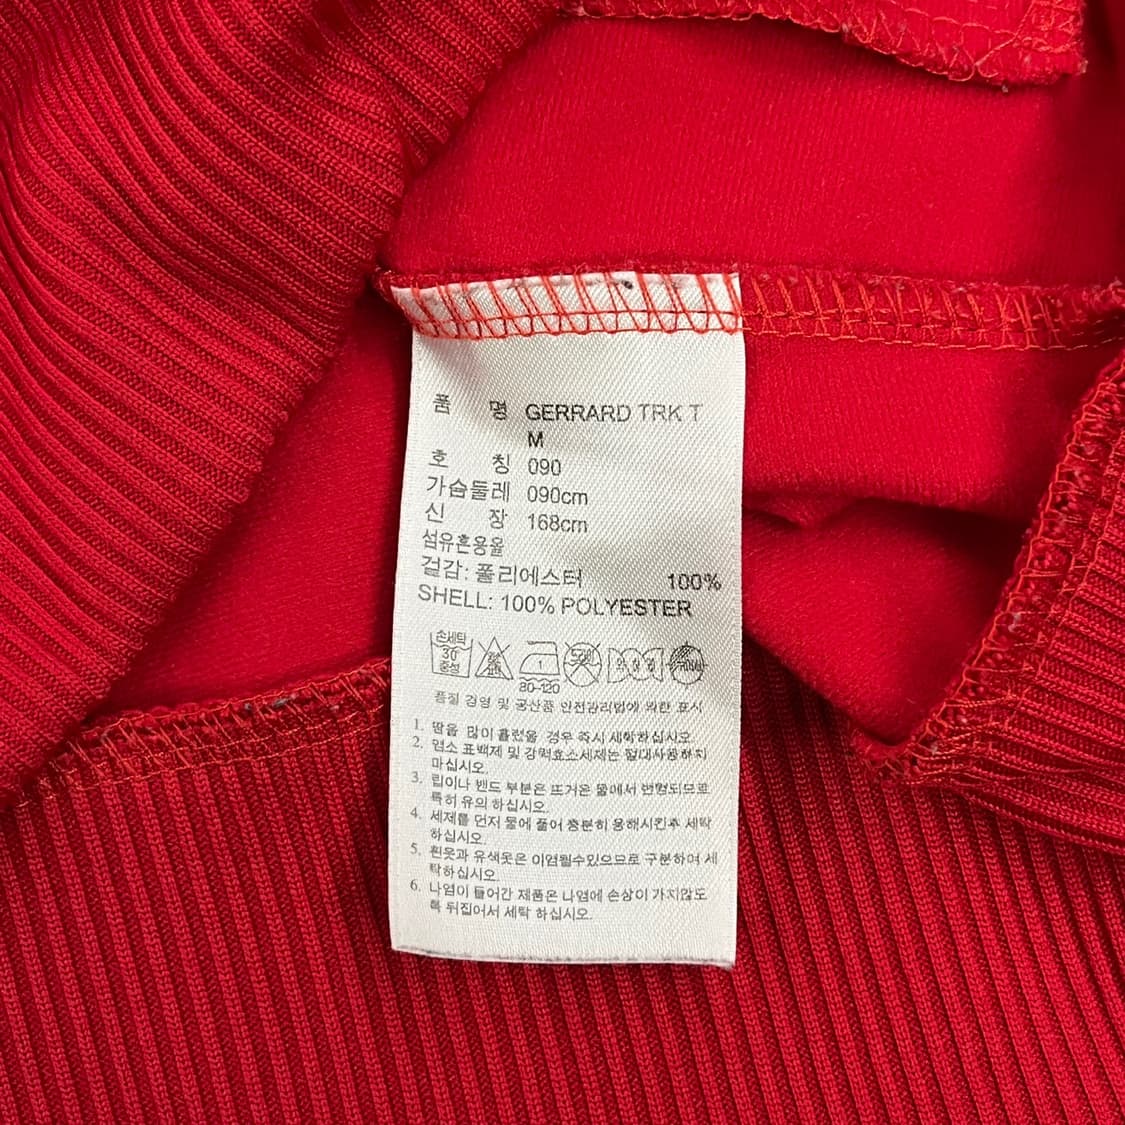 품 명 GERRARD TRK T
M
호 칭 090
가슴둘레 090cm
신 장 168cm
섬유혼용율
겉감: 폴리에스터 100%
SHELL: 100% POLYESTER
손세탁
30
중성
80-120
품질 경영 및 공산품 안전관리법에 의한 표시
1. 땀을 많이 흘렸을 경우 즉시 세탁하십시오
2. 염소 표백제 및 강력효소세제는 절대사용하지
마십시오.
3. 립이나 밴드 부분은 뜨거운 물에서 변형되므로
특히 유의 하십시오.
4. 세제를 먼저 물에 풀어 충분히 용해시킨후 세탁
하십시오.
5. 흰옷과 유색옷은 이염될수있으므로 구분하여 세
탁하십시오.
6. 나염이 들어간 제품은 나염에 손상이 가지않도
록 뒤집어서 세탁 하십시오.